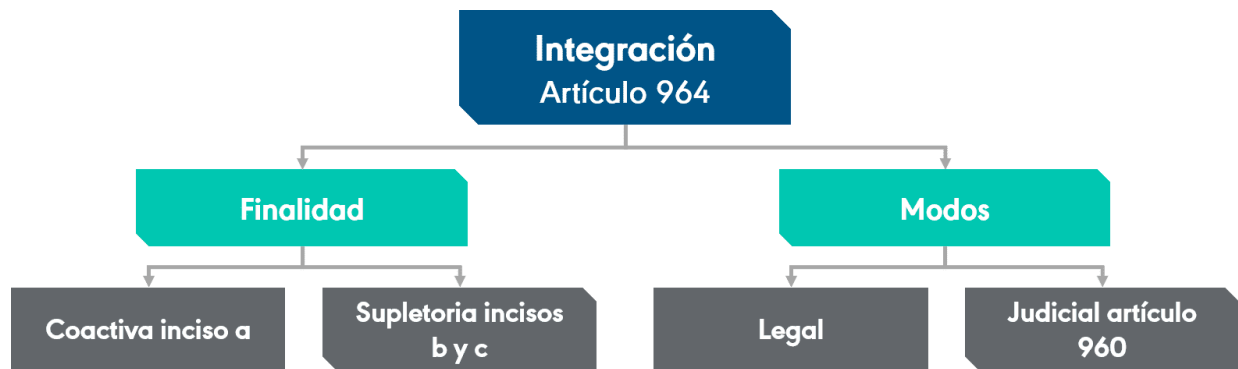 Integración
Artículo 964
Finalidad
Modos
Coactiva inciso a
Supletoria incisos
b y c
Legal
Judicial artículo
960